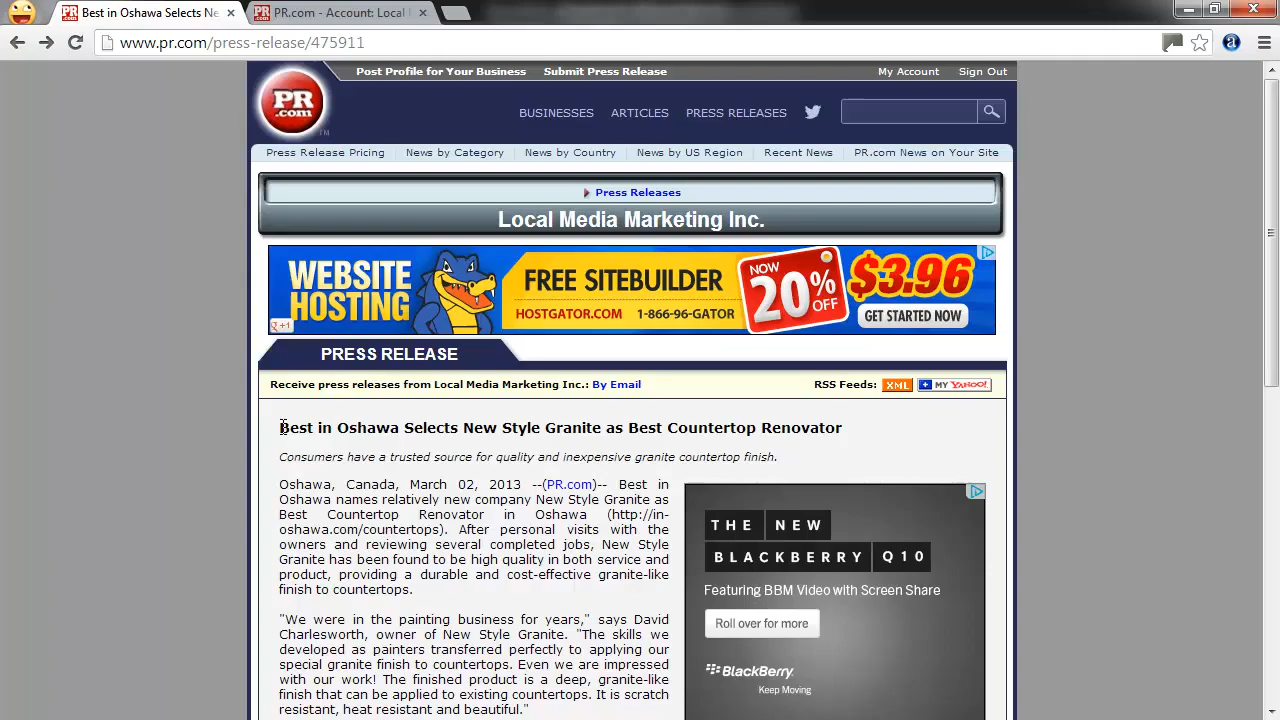 Best in Oshawa Selects Ne
PR.com - Account: Local
www.pr.com/press-release/475911
Post Profile for Your Business Submit Press Release My Account Sign Out
PR .com TM
BUSINESSES ARTICLES PRESS RELEASES
Press Release Pricing News by Category News by Country News by US Region Recent News PR.com News on Your Site
Press Releases
Local Media Marketing Inc.
WEBSITE HOSTING
FREE SITEBUILDER
HOSTGATOR.COM 1-866-96-GATOR
NOW 20% OFF
$3.96
GET STARTED NOW
g +1
PRESS RELEASE
Receive press releases from Local Media Marketing Inc.: By Email RSS Feeds: XML + MY YAHOO!
Best in Oshawa Selects New Style Granite as Best Countertop Renovator
Consumers have a trusted source for quality and inexpensive granite countertop finish.
Oshawa, Canada, March 02, 2013 --(PR.com)-- Best in
Oshawa names relatively new company New Style Granite as
Best Countertop Renovator in Oshawa (http://in-
oshawa.com/countertops). After personal visits with the
owners and reviewing several completed jobs, New Style
Granite has been found to be high quality in both service and
product, providing a durable and cost-effective granite-like
finish to countertops.
"We were in the painting business for years," says David
Charlesworth, owner of New Style Granite. "The skills we
developed as painters transferred perfectly to applying our
special granite finish to countertops. Even we are impressed
with our work! The finished product is a deep, granite-like
finish that can be applied to existing countertops. It is scratch
resistant, heat resistant and beautiful."
THE NEW
BLACKBERRY Q10
Featuring BBM Video with Screen Share
Roll over for more
BlackBerry.
Keep Moving